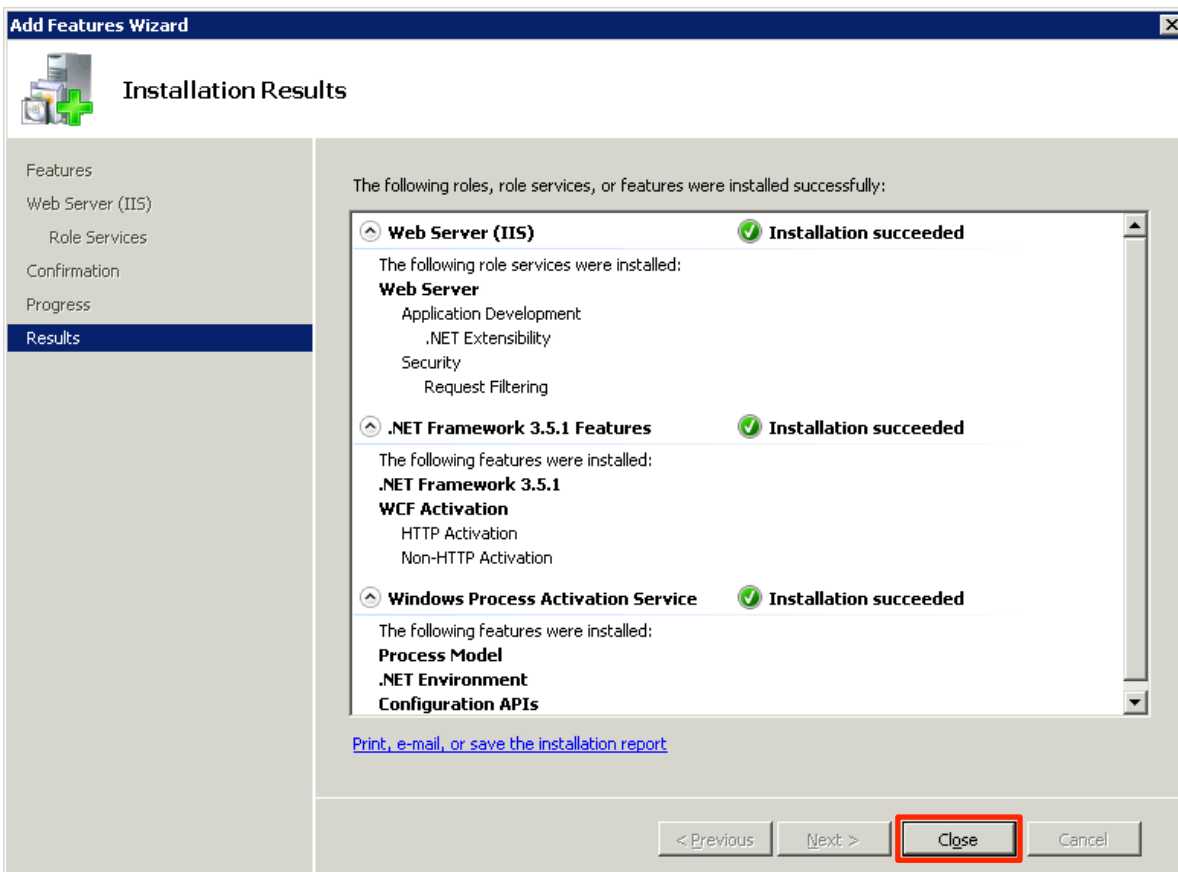 Add Features Wizard
Installation Results
Features
Web Server (IIS)
Role Services
Confirmation
Progress
Results
The following roles, role services, or features were installed successfully:
Web Server (IIS) Installation succeeded
The following role services were installed:
Web Server
Application Development
.NET Extensibility
Security
Request Filtering
.NET Framework 3.5.1 Features Installation succeeded
The following features were installed:
.NET Framework 3.5.1
WCF Activation
HTTP Activation
Non-HTTP Activation
Windows Process Activation Service Installation succeeded
The following features were installed:
Process Model
.NET Environment
Configuration APIs
Print, e-mail, or save the installation report
< Previous Next > Close Cancel